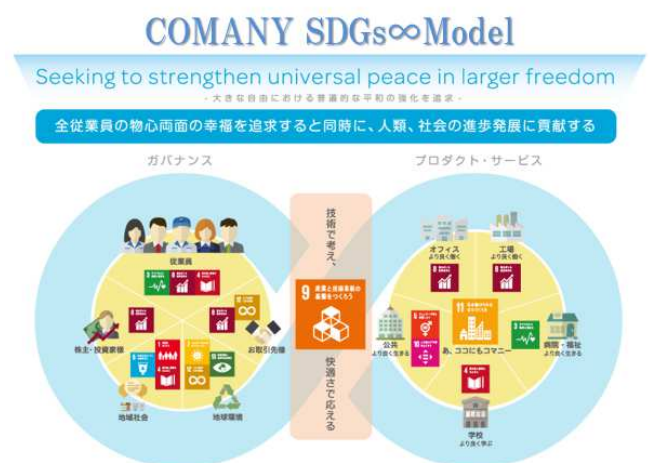 COMANY SDGs∞Model
Seeking to strengthen universal peace in larger freedom
- 大きな自由における普遍的な平和の強化を追求 -
全従業員の物心両面の幸福を追求すると同時に、人類、社会の進歩発展に貢献する
ガバナンス
プロダクト・サービス
従業員
株主・投資家様
お取引先様
地域社会
地球環境
技術で考え、
9 産業と技術革新の
基盤をつくろう
快適さで応える
オフィス
より良く働く
工場
より良く働く
公共
より良く生きる
11
あ、ココにもコマニー
病院・福祉
より良く生きる
学校
より良く学ぶ